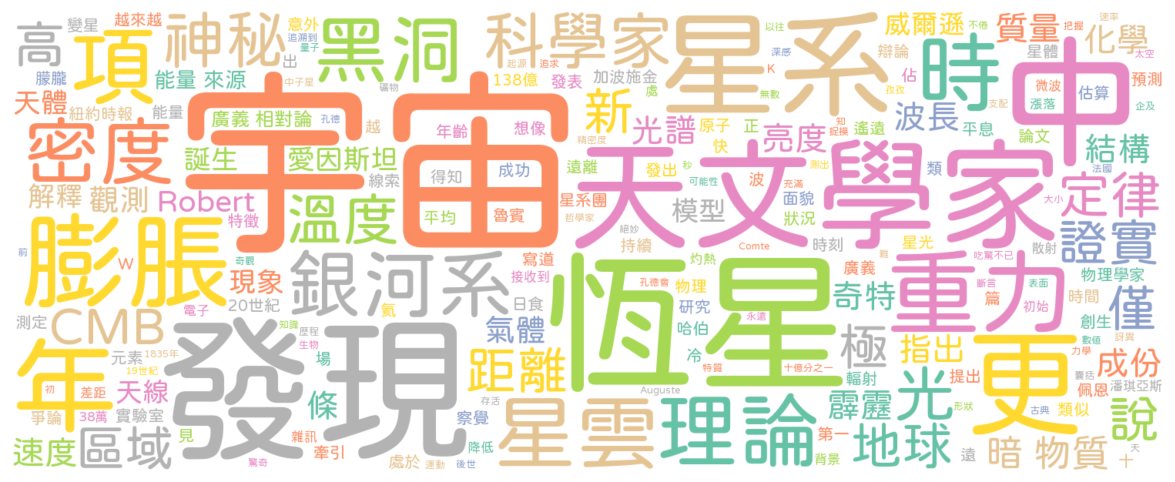 越來越
變星
意外
追溯到
量子
出
以往
深感
不倦
把握
速率
高
項
神秘
黑洞
科學家
星系
威爾遜
質量
化學
朦朧
能量
來源
138億
起源
追求
發表
加波施金
處
無數
K
辯論
佔
時
星體
太空
中
微波
預測
漲落
估算
企及
天體
紐約時報
能量
中子星
礦物
孜孜
支配
廣義
相對論
孔德
越
年齡
想像
新
光譜
原子
快
正
亮度
遙遠
知
捉摸
波長
平息
論文
結構
密度
宇宙
誕生
愛因斯坦
精密度
遠離
發出
秒
測出
類
法國
天文學家
線索
得知
成功
星系團
可能性
波
充滿
面貌
大小
定律
解釋
觀測
Robert
特徵
溫度
平均
魯賓
哲學家
模型
狀況
膨脹
前
奇觀
W
現象
寫道
接收到
持續
絕妙
Comte
時刻
星光
散射
吃驚不已
證實
銀河系
20世紀
日食
恆星
灼熱
孔德會
物理
廣義
奇特
重力
斷言
表面
物理學家
篇
初始
時間
僅
測定
CMB
電子
氦
氣體
研究
哈伯
永遠
創生
數值
年
元素
1835年
19世紀
知識
歷程
生物
發現
場
距離
冷
特質
極
指出
力學
訝異
更
成份
初
差距
天線
條
十億分之一
輻射
提出
囊括
佩恩
潘琪亞斯
爭論
38萬
實驗室
察覺
存活
星雲
Auguste
理論
霹靂
光
形狀
古典
類似
說
速度
區域
見
驚奇
雜訊
牽引
處於
運動
降低
後世
第一
背景
地球
遠
暗
物質
天
十